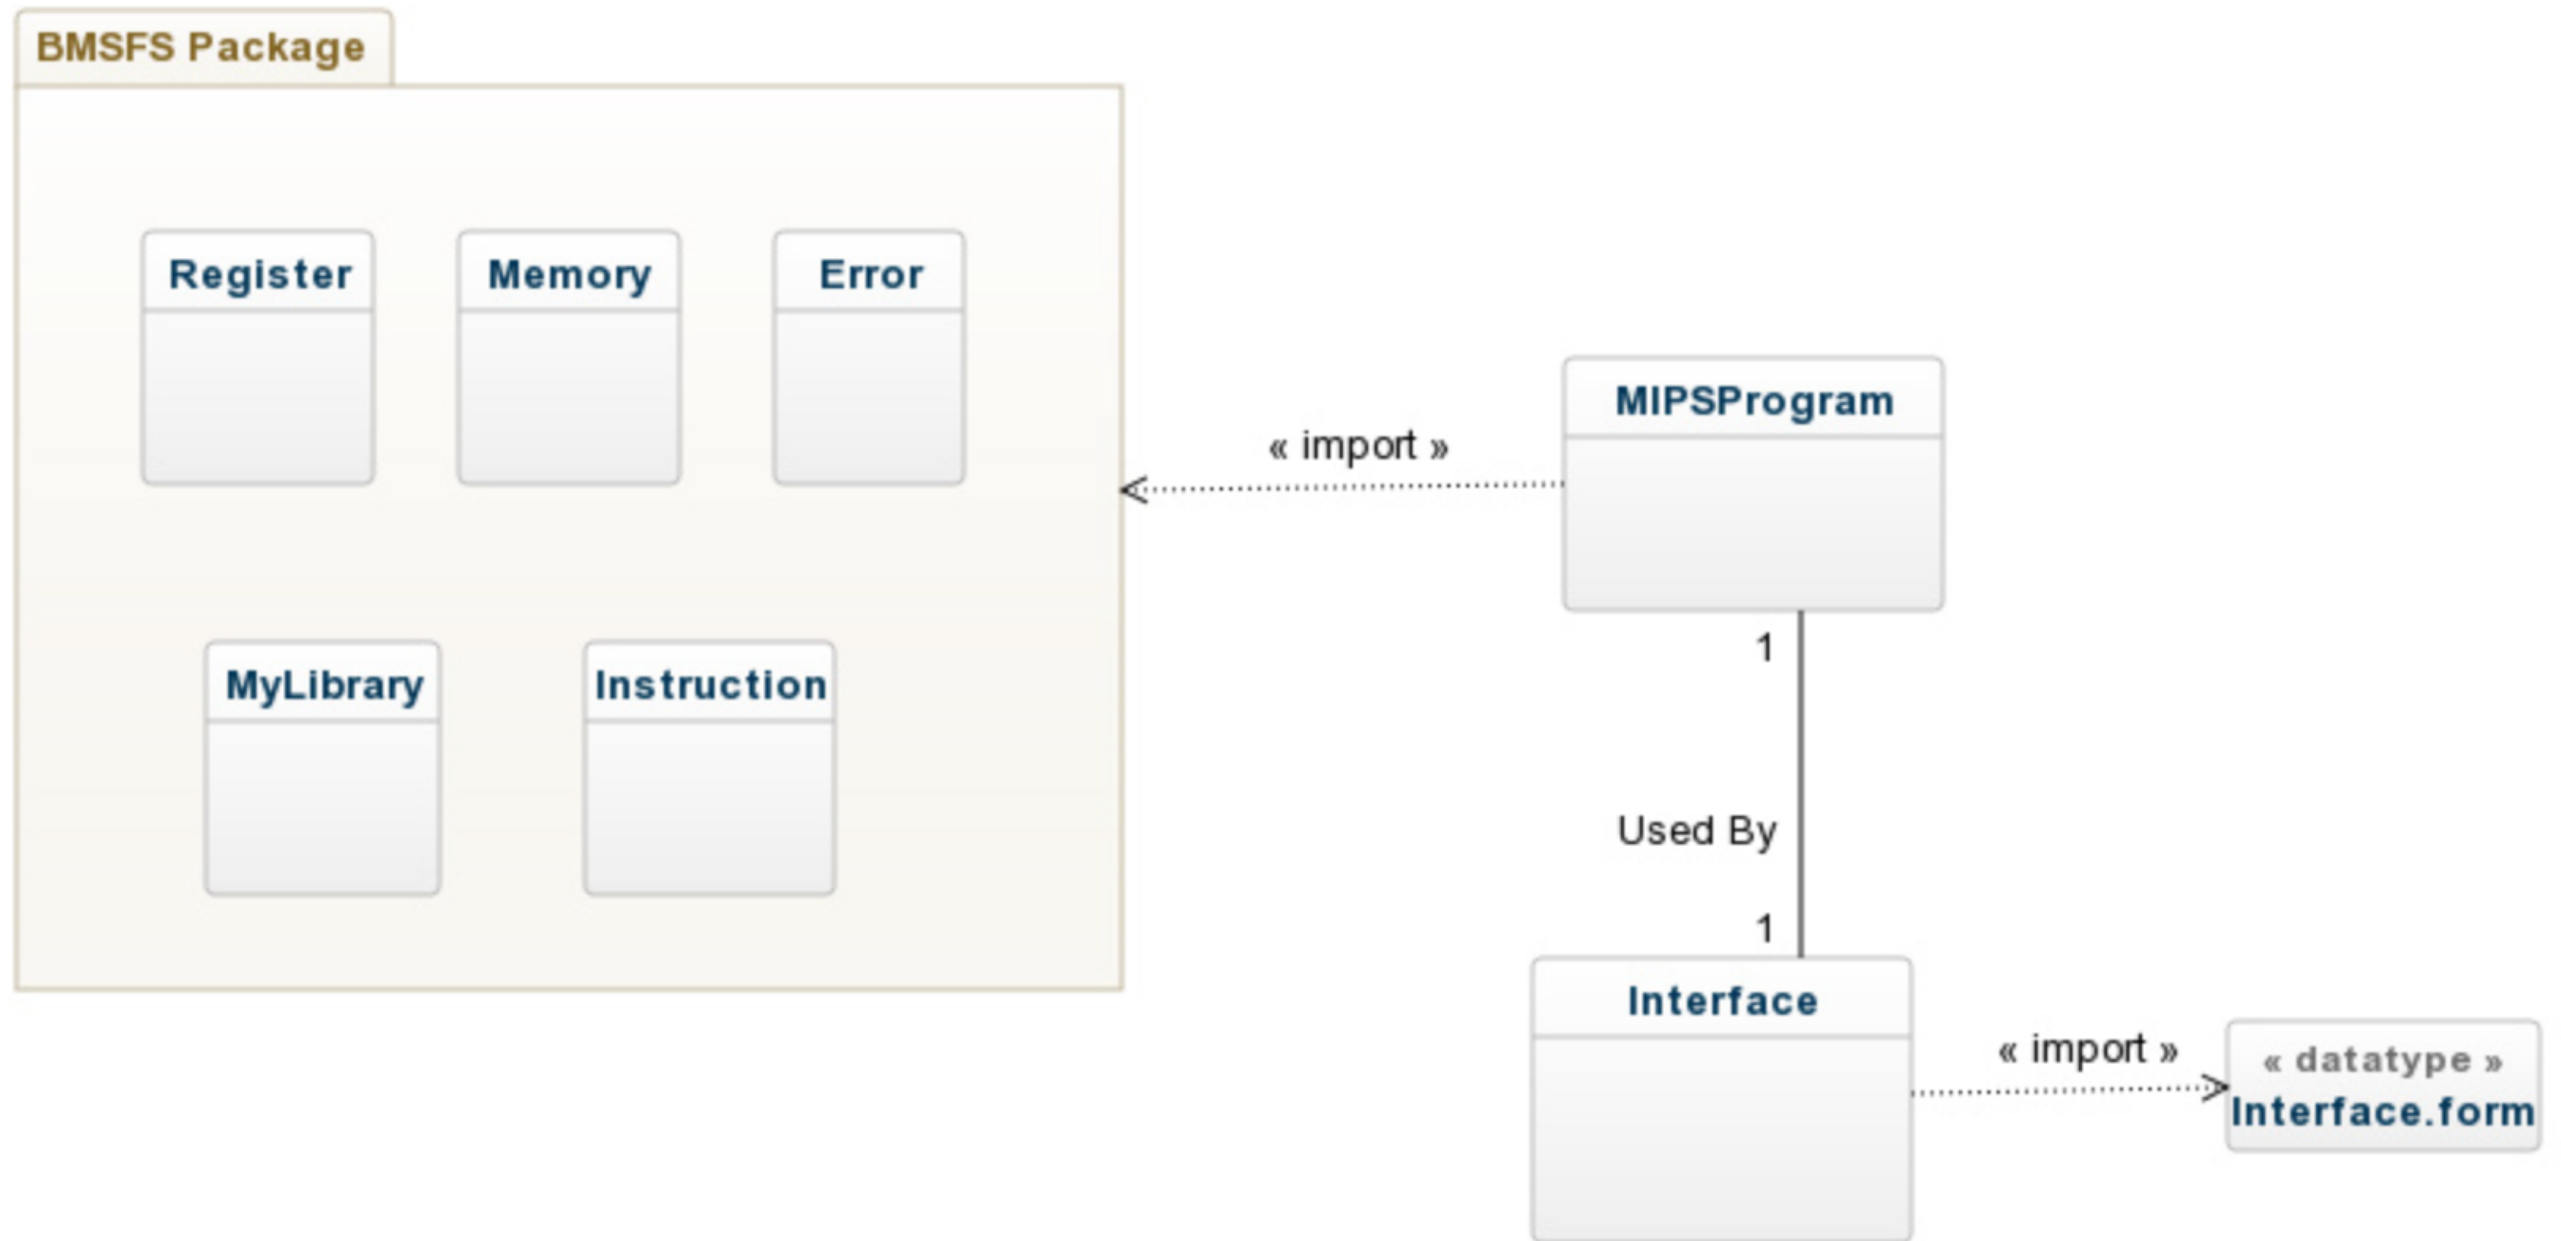 BMSFS Package
Register
Memory
Error
MyLibrary
Instruction
« import »
MIPSProgram
1
Used By
1
Interface
« import »
« datatype »
Interface.form